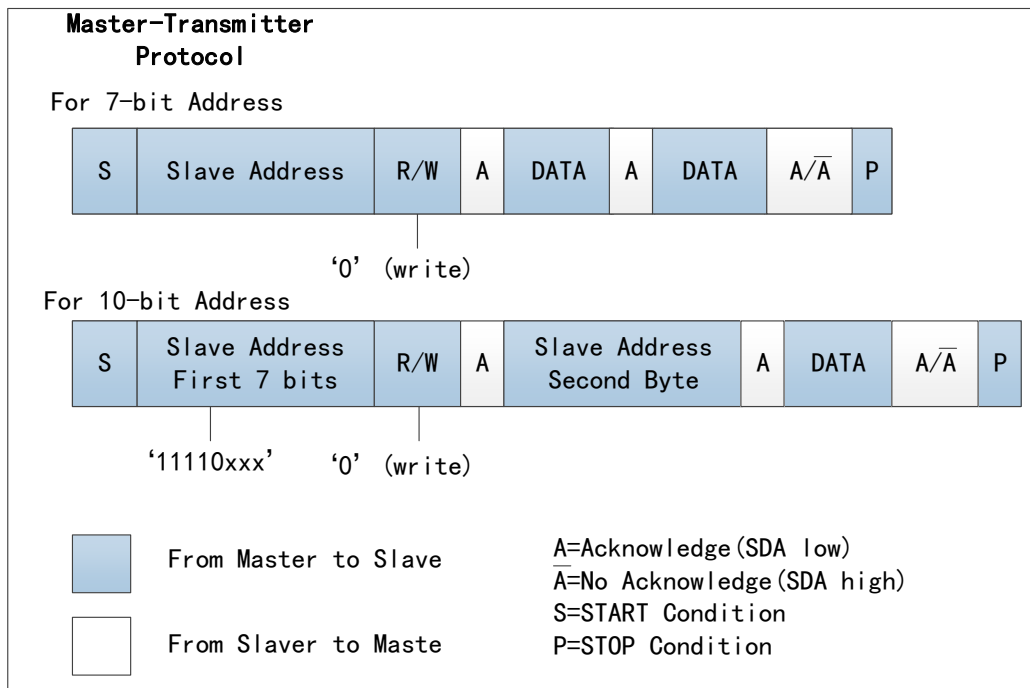 Master-Transmitter
Protocol
For 7-bit Address
S Slave Address R/W A DATA A DATA A/A̅ P
‘0’ (write)
For 10-bit Address
S Slave Address First 7 bits R/W A Slave Address Second Byte A DATA A/A̅ P
‘11110xxx’ ‘0’ (write)
From Master to Slave
From Slaver to Maste
A=Acknowledge(SDA low)
A̅=No Acknowledge(SDA high)
S=START Condition
P=STOP Condition